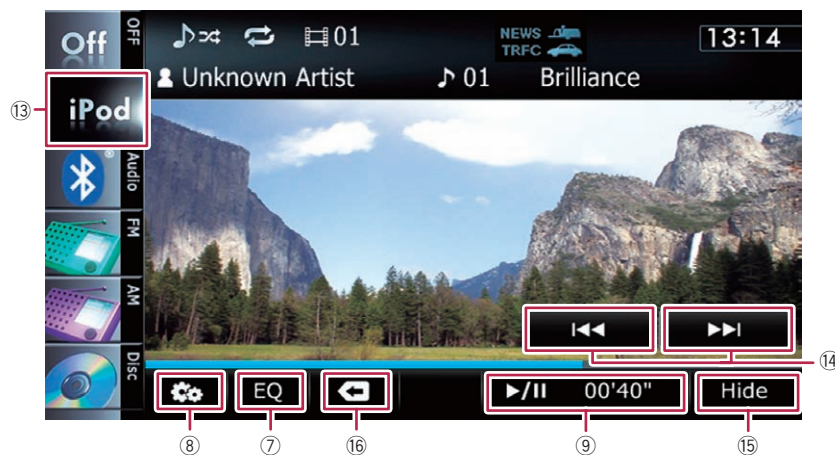 Off
OFF
01
NEWS
TRFC
13:14
Unknown Artist
01
Brilliance
⑬
iPod
Audio
FM
AM
Disc
⑭
EQ
▶/II
00'40"
Hide
⑧
⑦
⑯
⑨
⑮